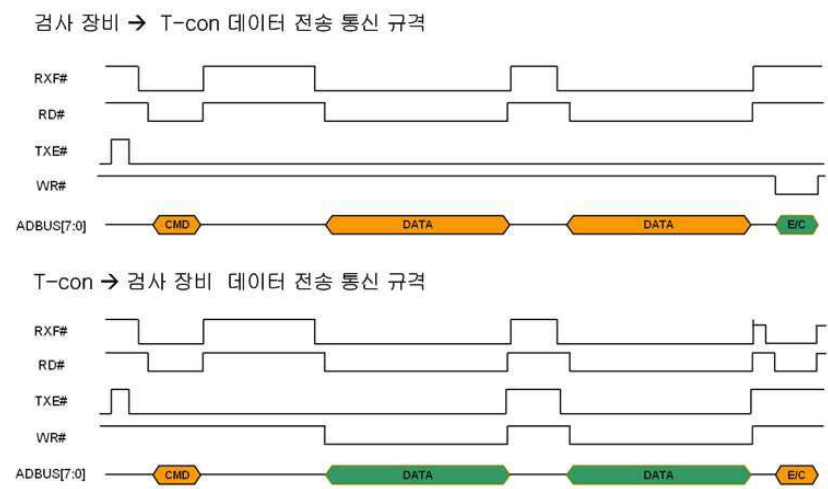 검사 장비 → T-con 데이터 전송 통신 규격
RXF#
RD#
TXE#
WR#
ADBUS[7:0]
CMD DATA DATA E/C
T-con → 검사 장비 데이터 전송 통신 규격
RXF#
RD#
TXE#
WR#
ADBUS[7:0]
CMD DATA DATA E/C